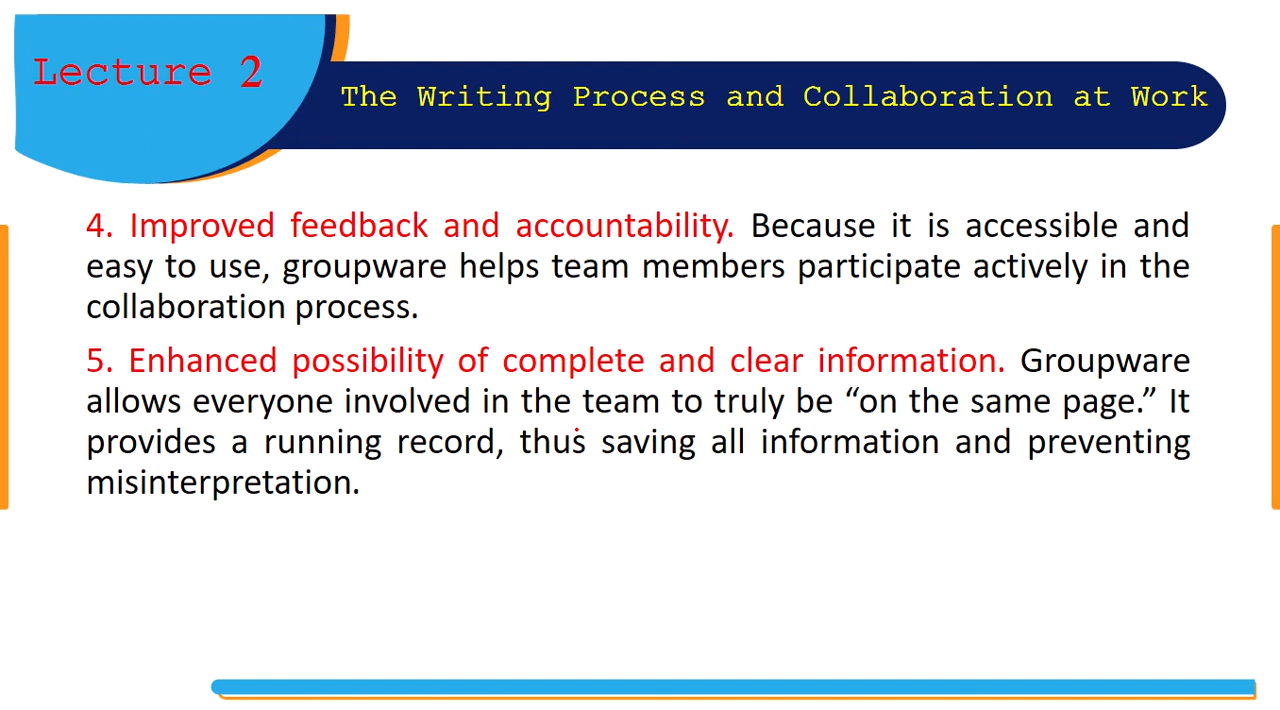 Lecture 2
The Writing Process and Collaboration at Work
4. Improved feedback and accountability. Because it is accessible and
easy to use, groupware helps team members participate actively in the
collaboration process.
5. Enhanced possibility of complete and clear information. Groupware
allows everyone involved in the team to truly be “on the same page.” It
provides a running record, thus saving all information and preventing
misinterpretation.